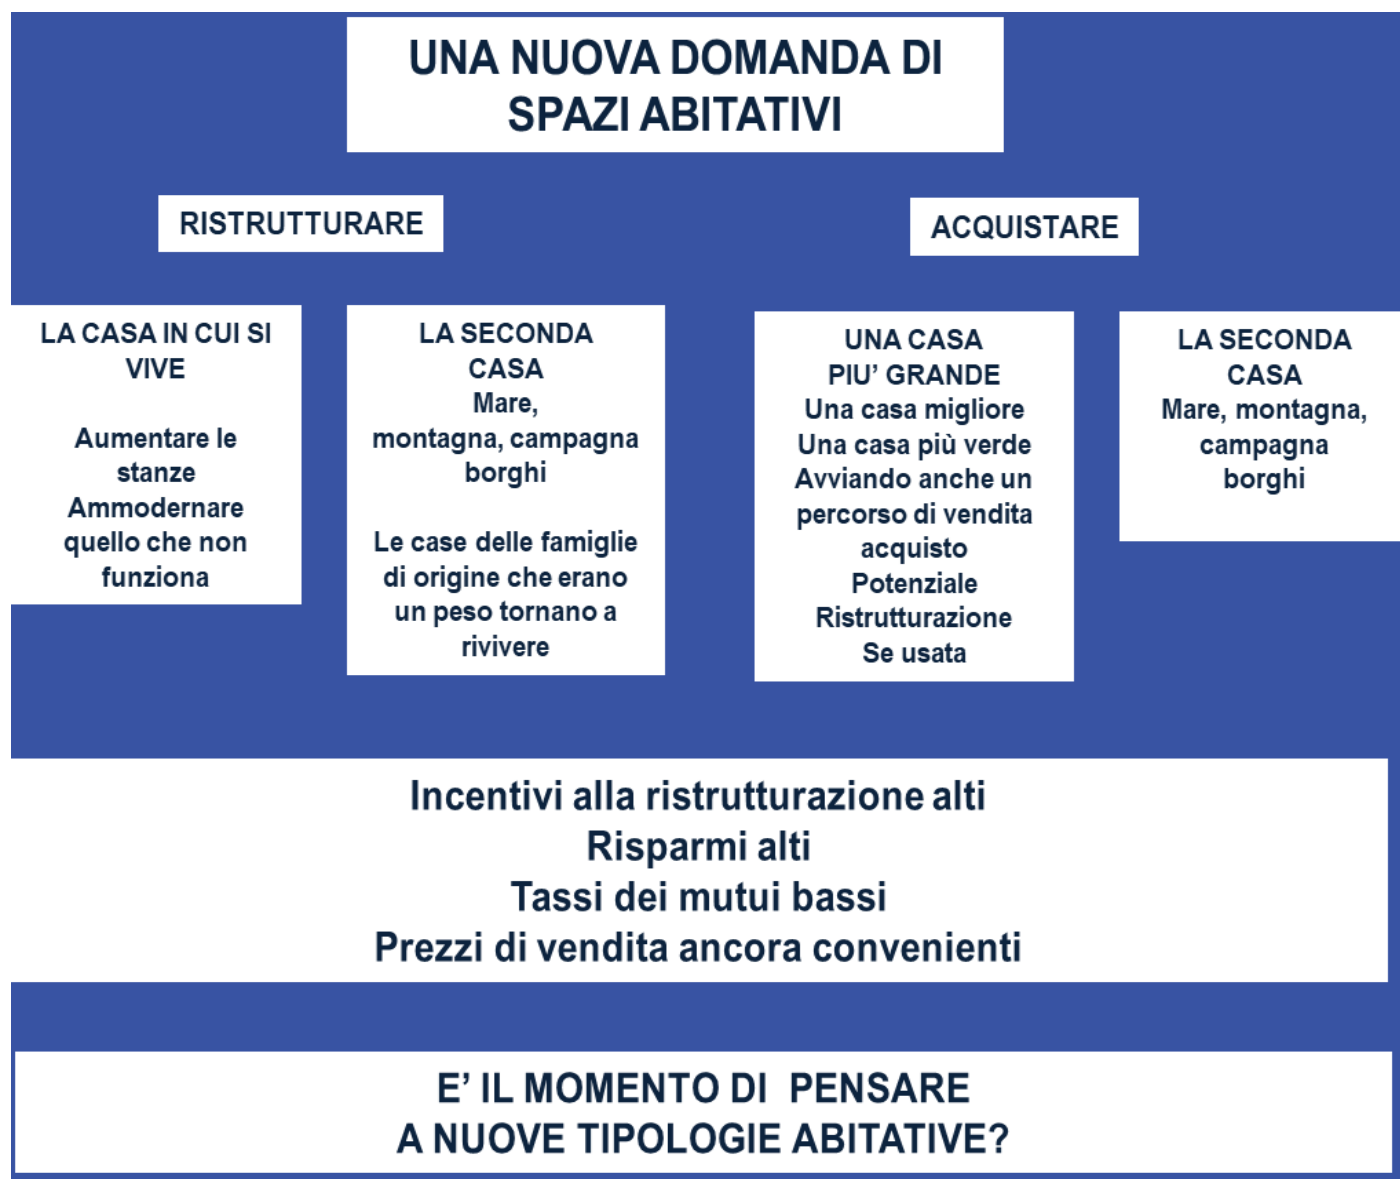 UNA NUOVA DOMANDA DI
SPAZI ABITATIVI
RISTRUTTURARE
ACQUISTARE
LA CASA IN CUI SI
VIVE
Aumentare le
stanze
Ammodernare
quello che non
funziona
LA SECONDA
CASA
Mare,
montagna, campagna
borghi
Le case delle famiglie
di origine che erano
un peso tornano a
rivivere
UNA CASA
PIU’ GRANDE
Una casa migliore
Una casa più verde
Avviando anche un
percorso di vendita
acquisto
Potenziale
Ristrutturazione
Se usata
LA SECONDA
CASA
Mare, montagna,
campagna
borghi
Incentivi alla ristrutturazione alti
Risparmi alti
Tassi dei mutui bassi
Prezzi di vendita ancora convenienti
E’ IL MOMENTO DI  PENSARE
A NUOVE TIPOLOGIE ABITATIVE?